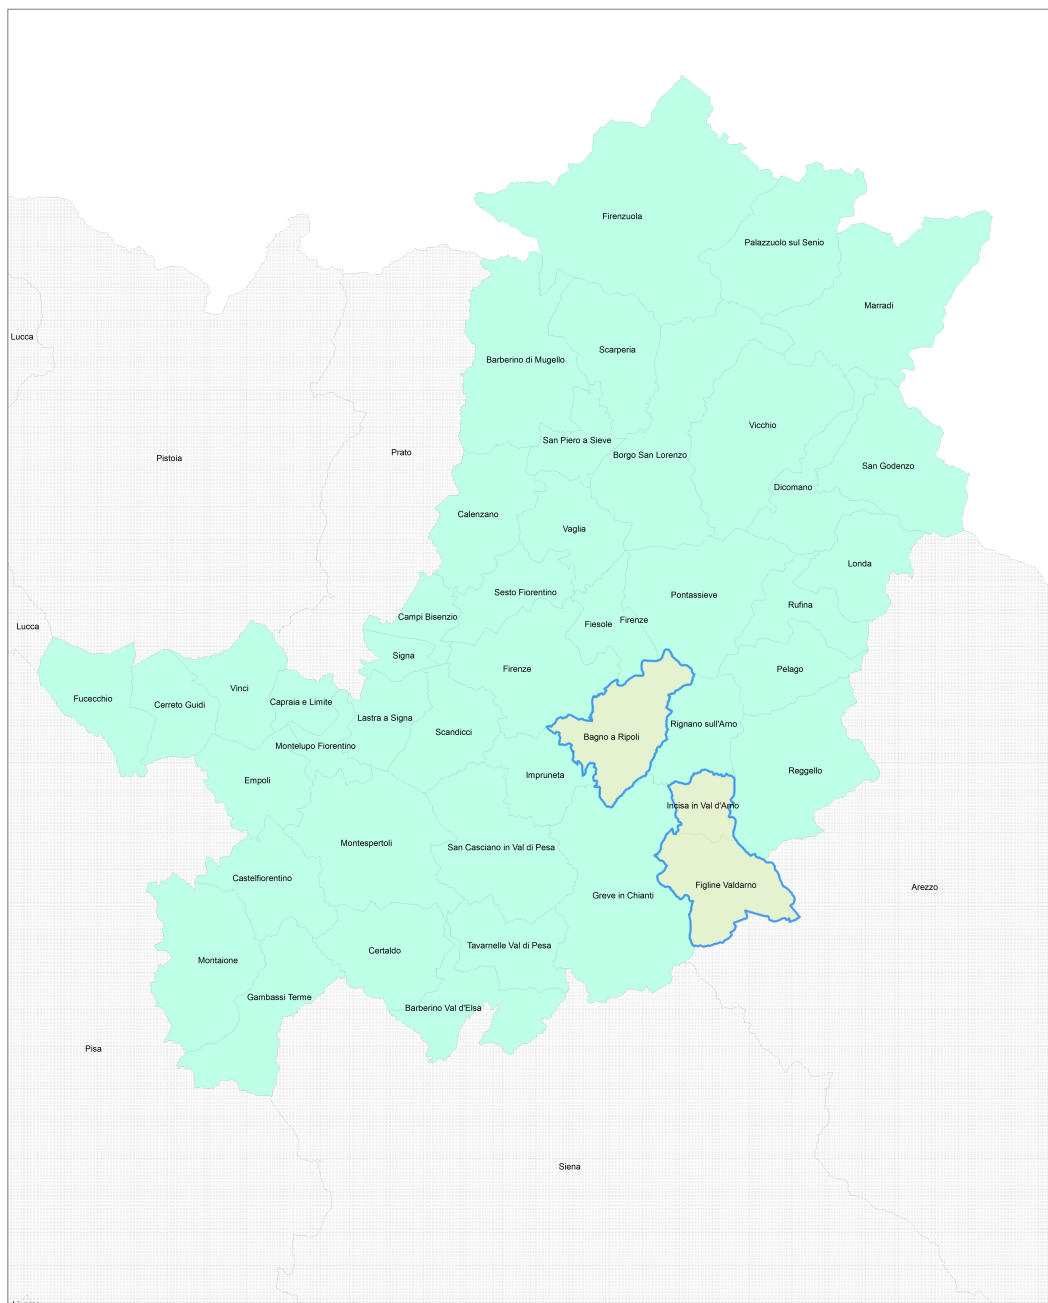 Firenzuola
Palazzuolo sul Senio
Marradi
Lucca
Scarperia
Barberino di Mugello
Vicchio
San Piero a Sieve
Prato
Borgo San Lorenzo
Pistoia
San Godenzo
Dicomano
Calenzano
Vaglia
Londa
Sesto Fiorentino
Pontassieve
Rufina
Campi Bisenzio
Firenze
Fiesole
Lucca
Signa
Firenze
Pelago
Vinci
Fucecchio
Capraia e Limite
Cerreto Guidi
Lastra a Signa
Rignano sull'Arno
Scandicci
Bagno a Ripoli
Montelupo Fiorentino
Reggello
Impruneta
Empoli
Incisa in Val d'Arno
Montespertoli
San Casciano in Val di Pesa
Castelfiorentino
Figline Valdarno
Arezzo
Greve in Chianti
Tavarnelle Val di Pesa
Certaldo
Montaione
Gambassi Terme
Barberino Val d'Elsa
Pisa
Siena